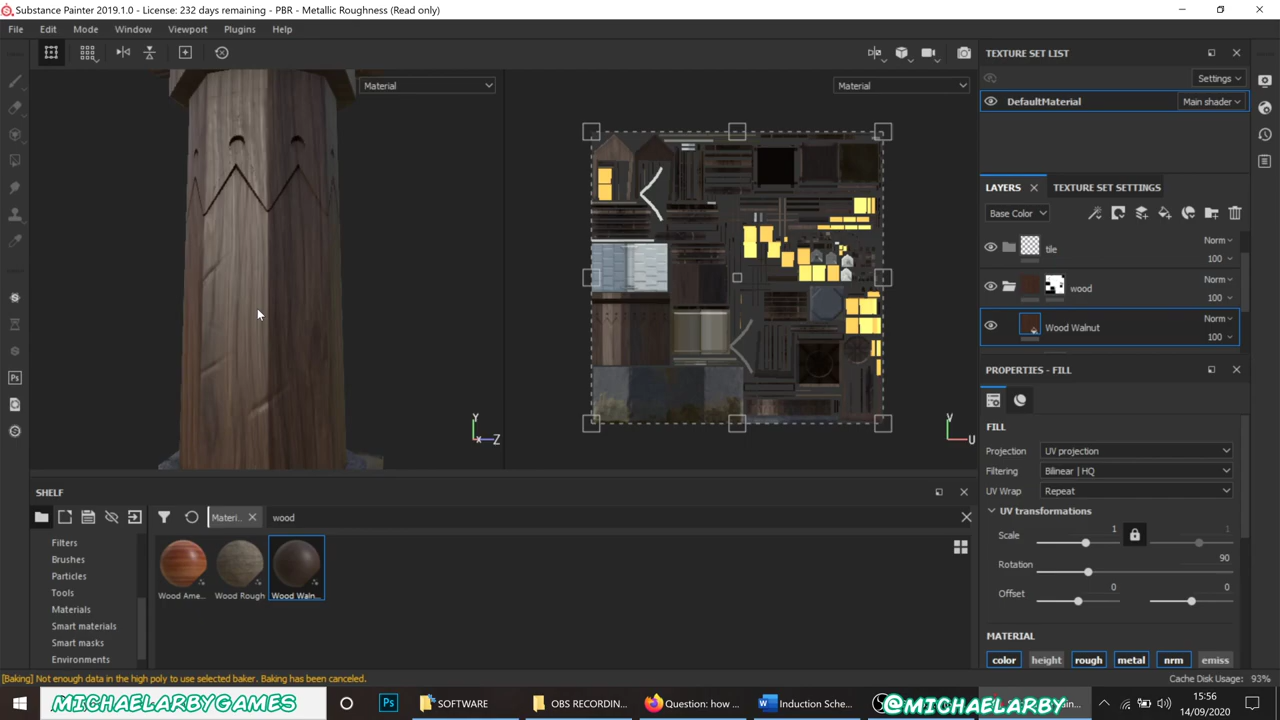 Substance Painter 2019.1.0 - License: 232 days remaining - PBR - Metallic Roughness (Read only)
File Edit Mode Window Viewport Plugins Help
Material
Material
TEXTURE SET LIST
Settings
DefaultMaterial
Main shader
LAYERS
TEXTURE SET SETTINGS
Base Color
tile
Norm
100
wood
Norm
100
Wood Walnut
Norm
100
PROPERTIES - FILL
FILL
Projection UV projection
Filtering Bilinear | HQ
UV Wrap Repeat
UV transformations
Scale 1 1
Rotation 90
Offset 0 0
MATERIAL
color height rough metal nrm emiss
Y
Z
V
U
SHELF
Materi...
wood
Filters
Brushes
Particles
Tools
Materials
Smart materials
Smart masks
Environments
Wood Ame...
Wood Rough
Wood Waln...
[Baking] Not enough data in the high poly to use selected baker. Baking has been canceled.
Cache Disk Usage: 93%
MICHAELARBYGAMES
Ps
SOFTWARE
OBS RECORDIN...
Question: how ...
Induction Sche...
@MICHAELARBY
15:56
14/09/2020